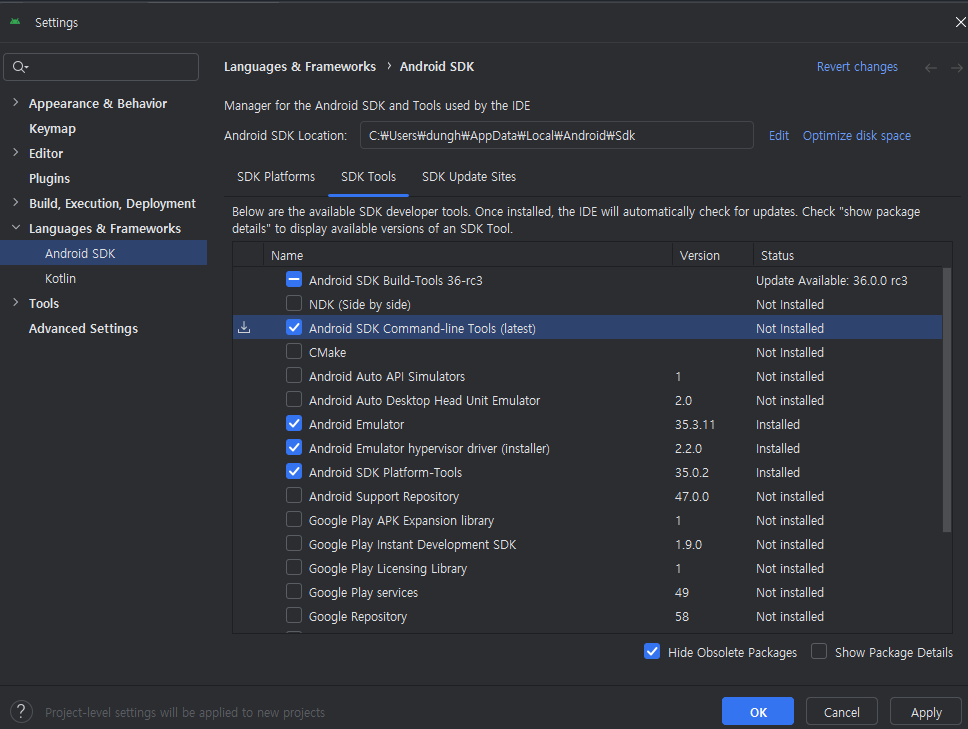 Settings
Languages & Frameworks › Android SDK
Revert changes
Appearance & Behavior
Keymap
Editor
Plugins
Build, Execution, Deployment
Languages & Frameworks
Android SDK
Kotlin
Tools
Advanced Settings
Manager for the Android SDK and Tools used by the IDE
Android SDK Location: C:₩Users₩dungh₩AppData₩Local₩Android₩Sdk Edit Optimize disk space
SDK Platforms SDK Tools SDK Update Sites
Below are the available SDK developer tools. Once installed, the IDE will automatically check for updates. Check "show package
details" to display available versions of an SDK Tool.
Name Version Status
Android SDK Build-Tools 36-rc3 Update Available: 36.0.0 rc3
NDK (Side by side) Not Installed
Android SDK Command-line Tools (latest) Not Installed
CMake Not Installed
Android Auto API Simulators 1 Not installed
Android Auto Desktop Head Unit Emulator 2.0 Not installed
Android Emulator 35.3.11 Installed
Android Emulator hypervisor driver (installer) 2.2.0 Installed
Android SDK Platform-Tools 35.0.2 Installed
Android Support Repository 47.0.0 Not installed
Google Play APK Expansion library 1 Not installed
Google Play Instant Development SDK 1.9.0 Not installed
Google Play Licensing Library 1 Not installed
Google Play services 49 Not installed
Google Repository 58 Not installed
Hide Obsolete Packages Show Package Details
? Project-level settings will be applied to new projects
OK Cancel Apply